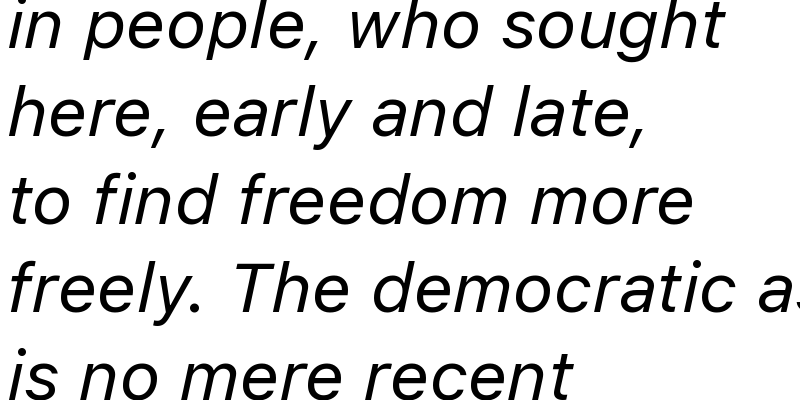 in people, who sought
here, early and late,
to find freedom more
freely. The democratic
is no mere recent